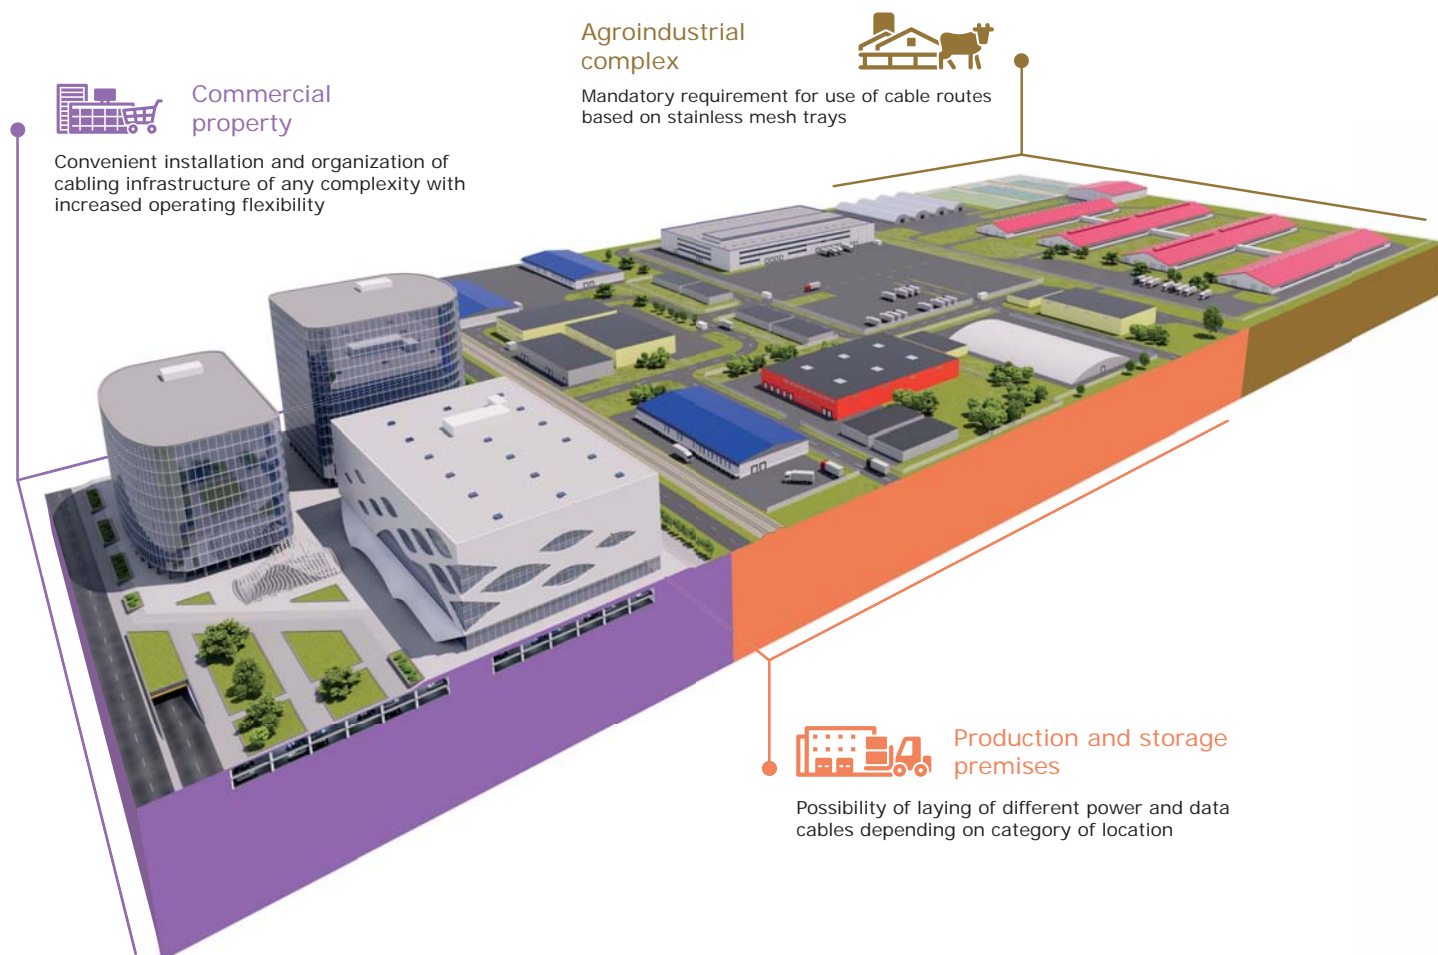 Agroindustrial
complex
Mandatory requirement for use of cable routes
based on stainless mesh trays
Commercial
property
Convenient installation and organization of
cabling infrastructure of any complexity with
increased operating flexibility
Production and storage
premises
Possibility of laying of different power and data
cables depending on category of location